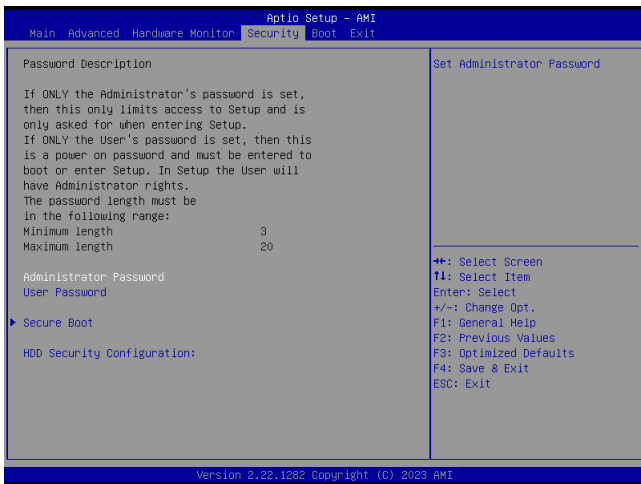 Aptio Setup – AMI
Main Advanced Hardware Monitor Security Boot Exit
Password Description
If ONLY the Administrator's password is set,
then this only limits access to Setup and is
only asked for when entering Setup.
If ONLY the User's password is set, then this
is a power on password and must be entered to
boot or enter Setup. In Setup the User will
have Administrator rights.
The password length must be
in the following range:
Minimum length 3
Maximum length 20
Administrator Password
User Password
Secure Boot
HDD Security Configuration:
Set Administrator Password
→←: Select Screen
↑↓: Select Item
Enter: Select
+/-: Change Opt.
F1: General Help
F2: Previous Values
F3: Optimized Defaults
F4: Save & Exit
ESC: Exit
Version 2.22.1282 Copyright (C) 2023 AMI